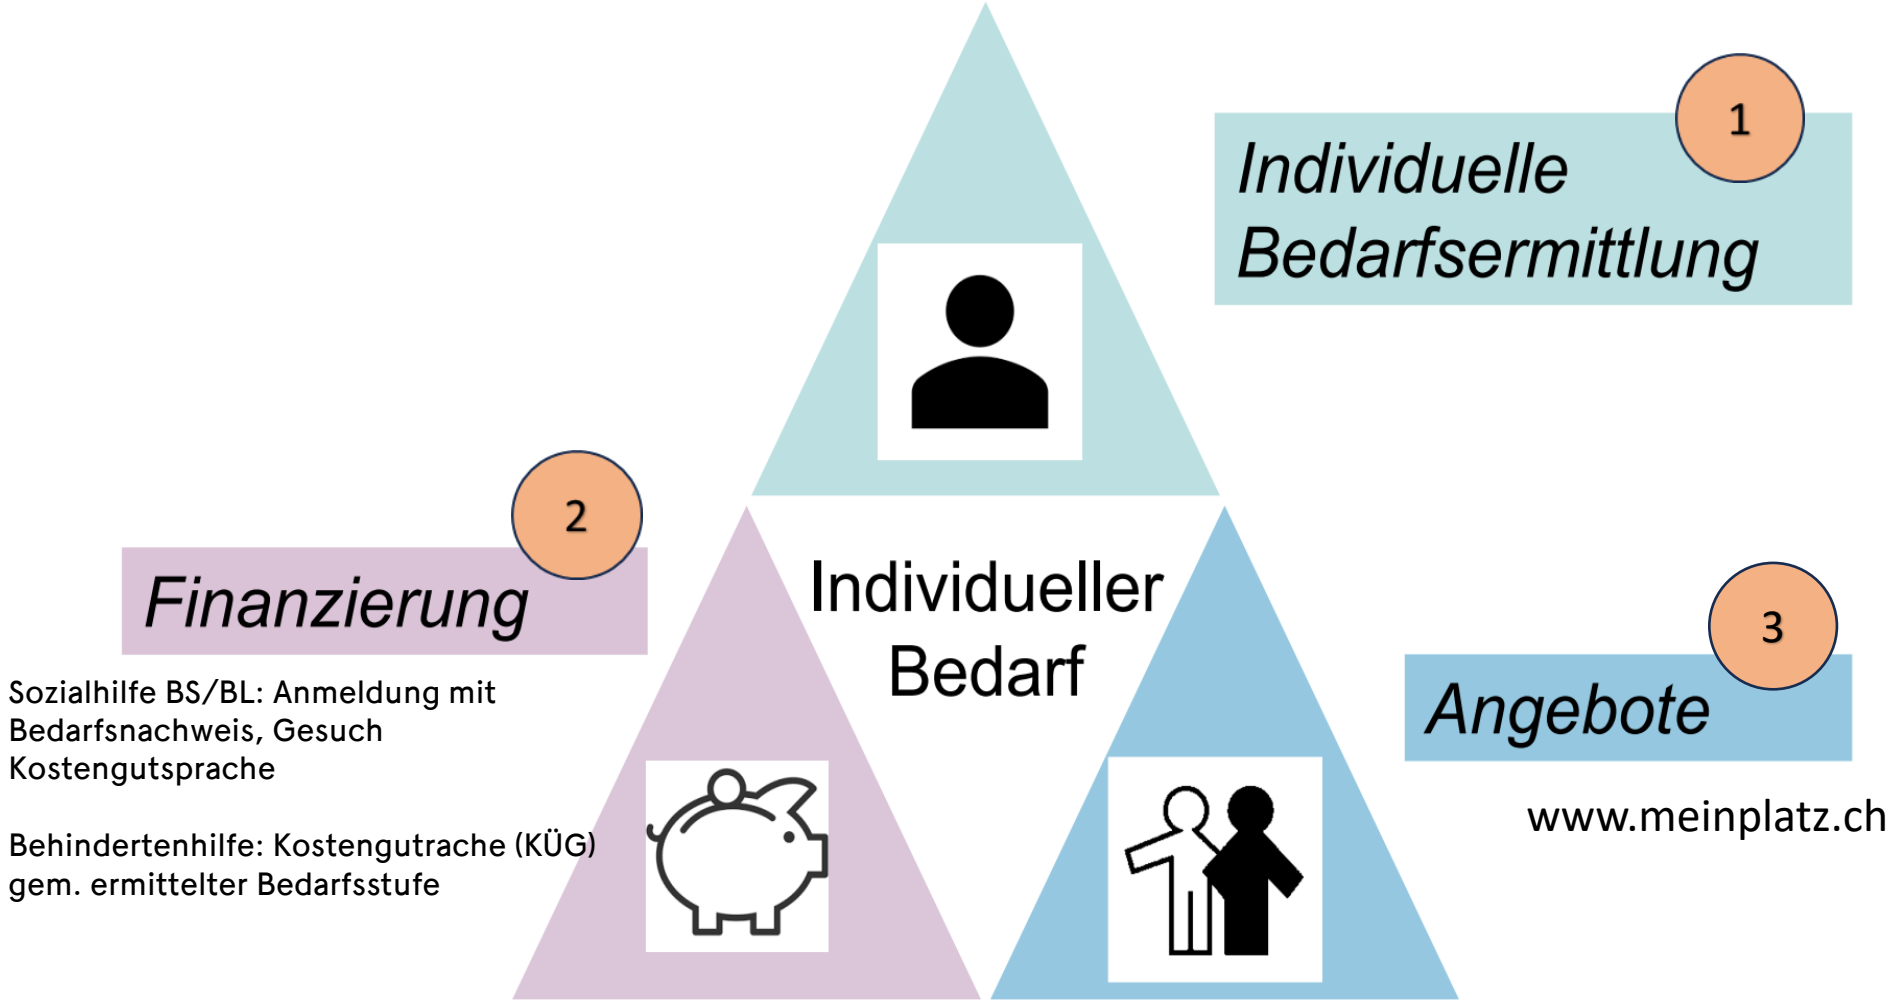 1
Individuelle
Bedarfsermittlung
2
Finanzierung
Sozialhilfe BS/BL: Anmeldung mit
Bedarfsnachweis, Gesuch
Kostengutsprache
Behindertenhilfe: Kostengutrache (KÜG)
gem. ermittelter Bedarfsstufe
Individueller
Bedarf
3
Angebote
www.meinplatz.ch